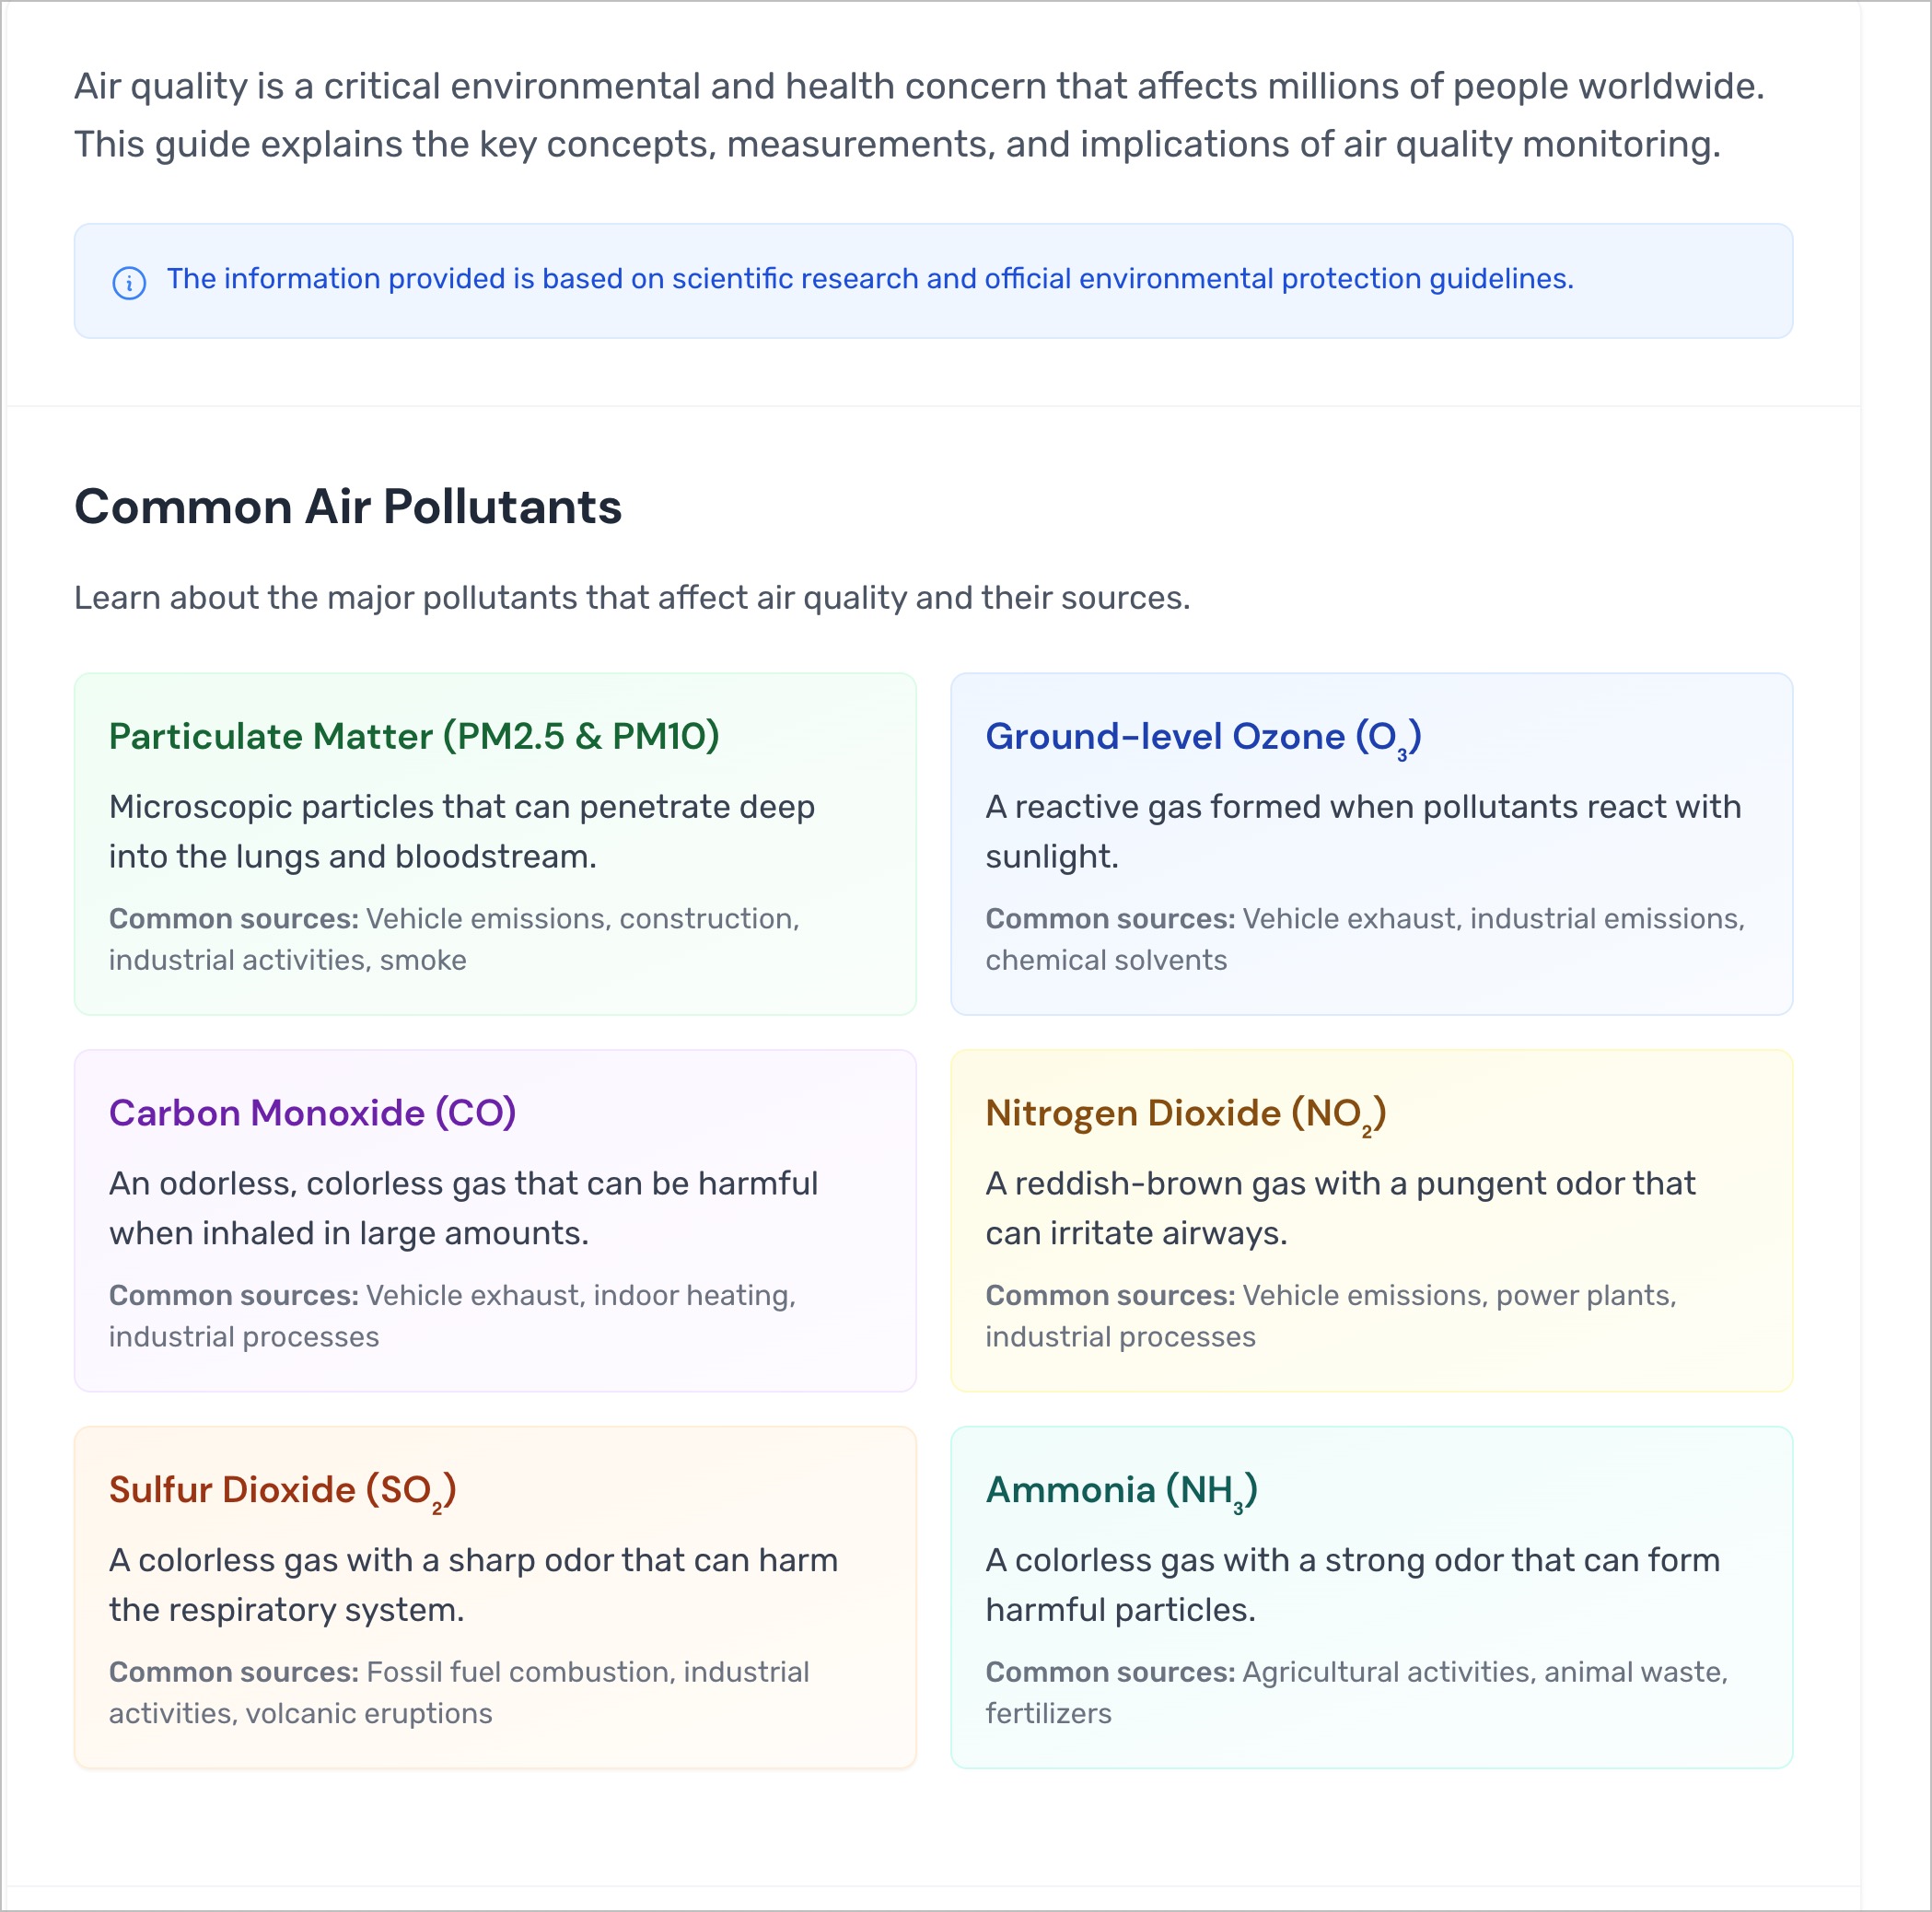 Air quality is a critical environmental and health concern that affects millions of people worldwide.
This guide explains the key concepts, measurements, and implications of air quality monitoring.
The information provided is based on scientific research and official environmental protection guidelines.
Common Air Pollutants
Learn about the major pollutants that affect air quality and their sources.
Particulate Matter (PM2.5 & PM10)
Microscopic particles that can penetrate deep
into the lungs and bloodstream.
Common sources: Vehicle emissions, construction,
industrial activities, smoke
Ground-level Ozone (O₃)
A reactive gas formed when pollutants react with
sunlight.
Common sources: Vehicle exhaust, industrial emissions,
chemical solvents
Carbon Monoxide (CO)
An odorless, colorless gas that can be harmful
when inhaled in large amounts.
Common sources: Vehicle exhaust, indoor heating,
industrial processes
Nitrogen Dioxide (NO₂)
A reddish-brown gas with a pungent odor that
can irritate airways.
Common sources: Vehicle emissions, power plants,
industrial processes
Sulfur Dioxide (SO₂)
A colorless gas with a sharp odor that can harm
the respiratory system.
Common sources: Fossil fuel combustion, industrial
activities, volcanic eruptions
Ammonia (NH₃)
A colorless gas with a strong odor that can form
harmful particles.
Common sources: Agricultural activities, animal waste,
fertilizers